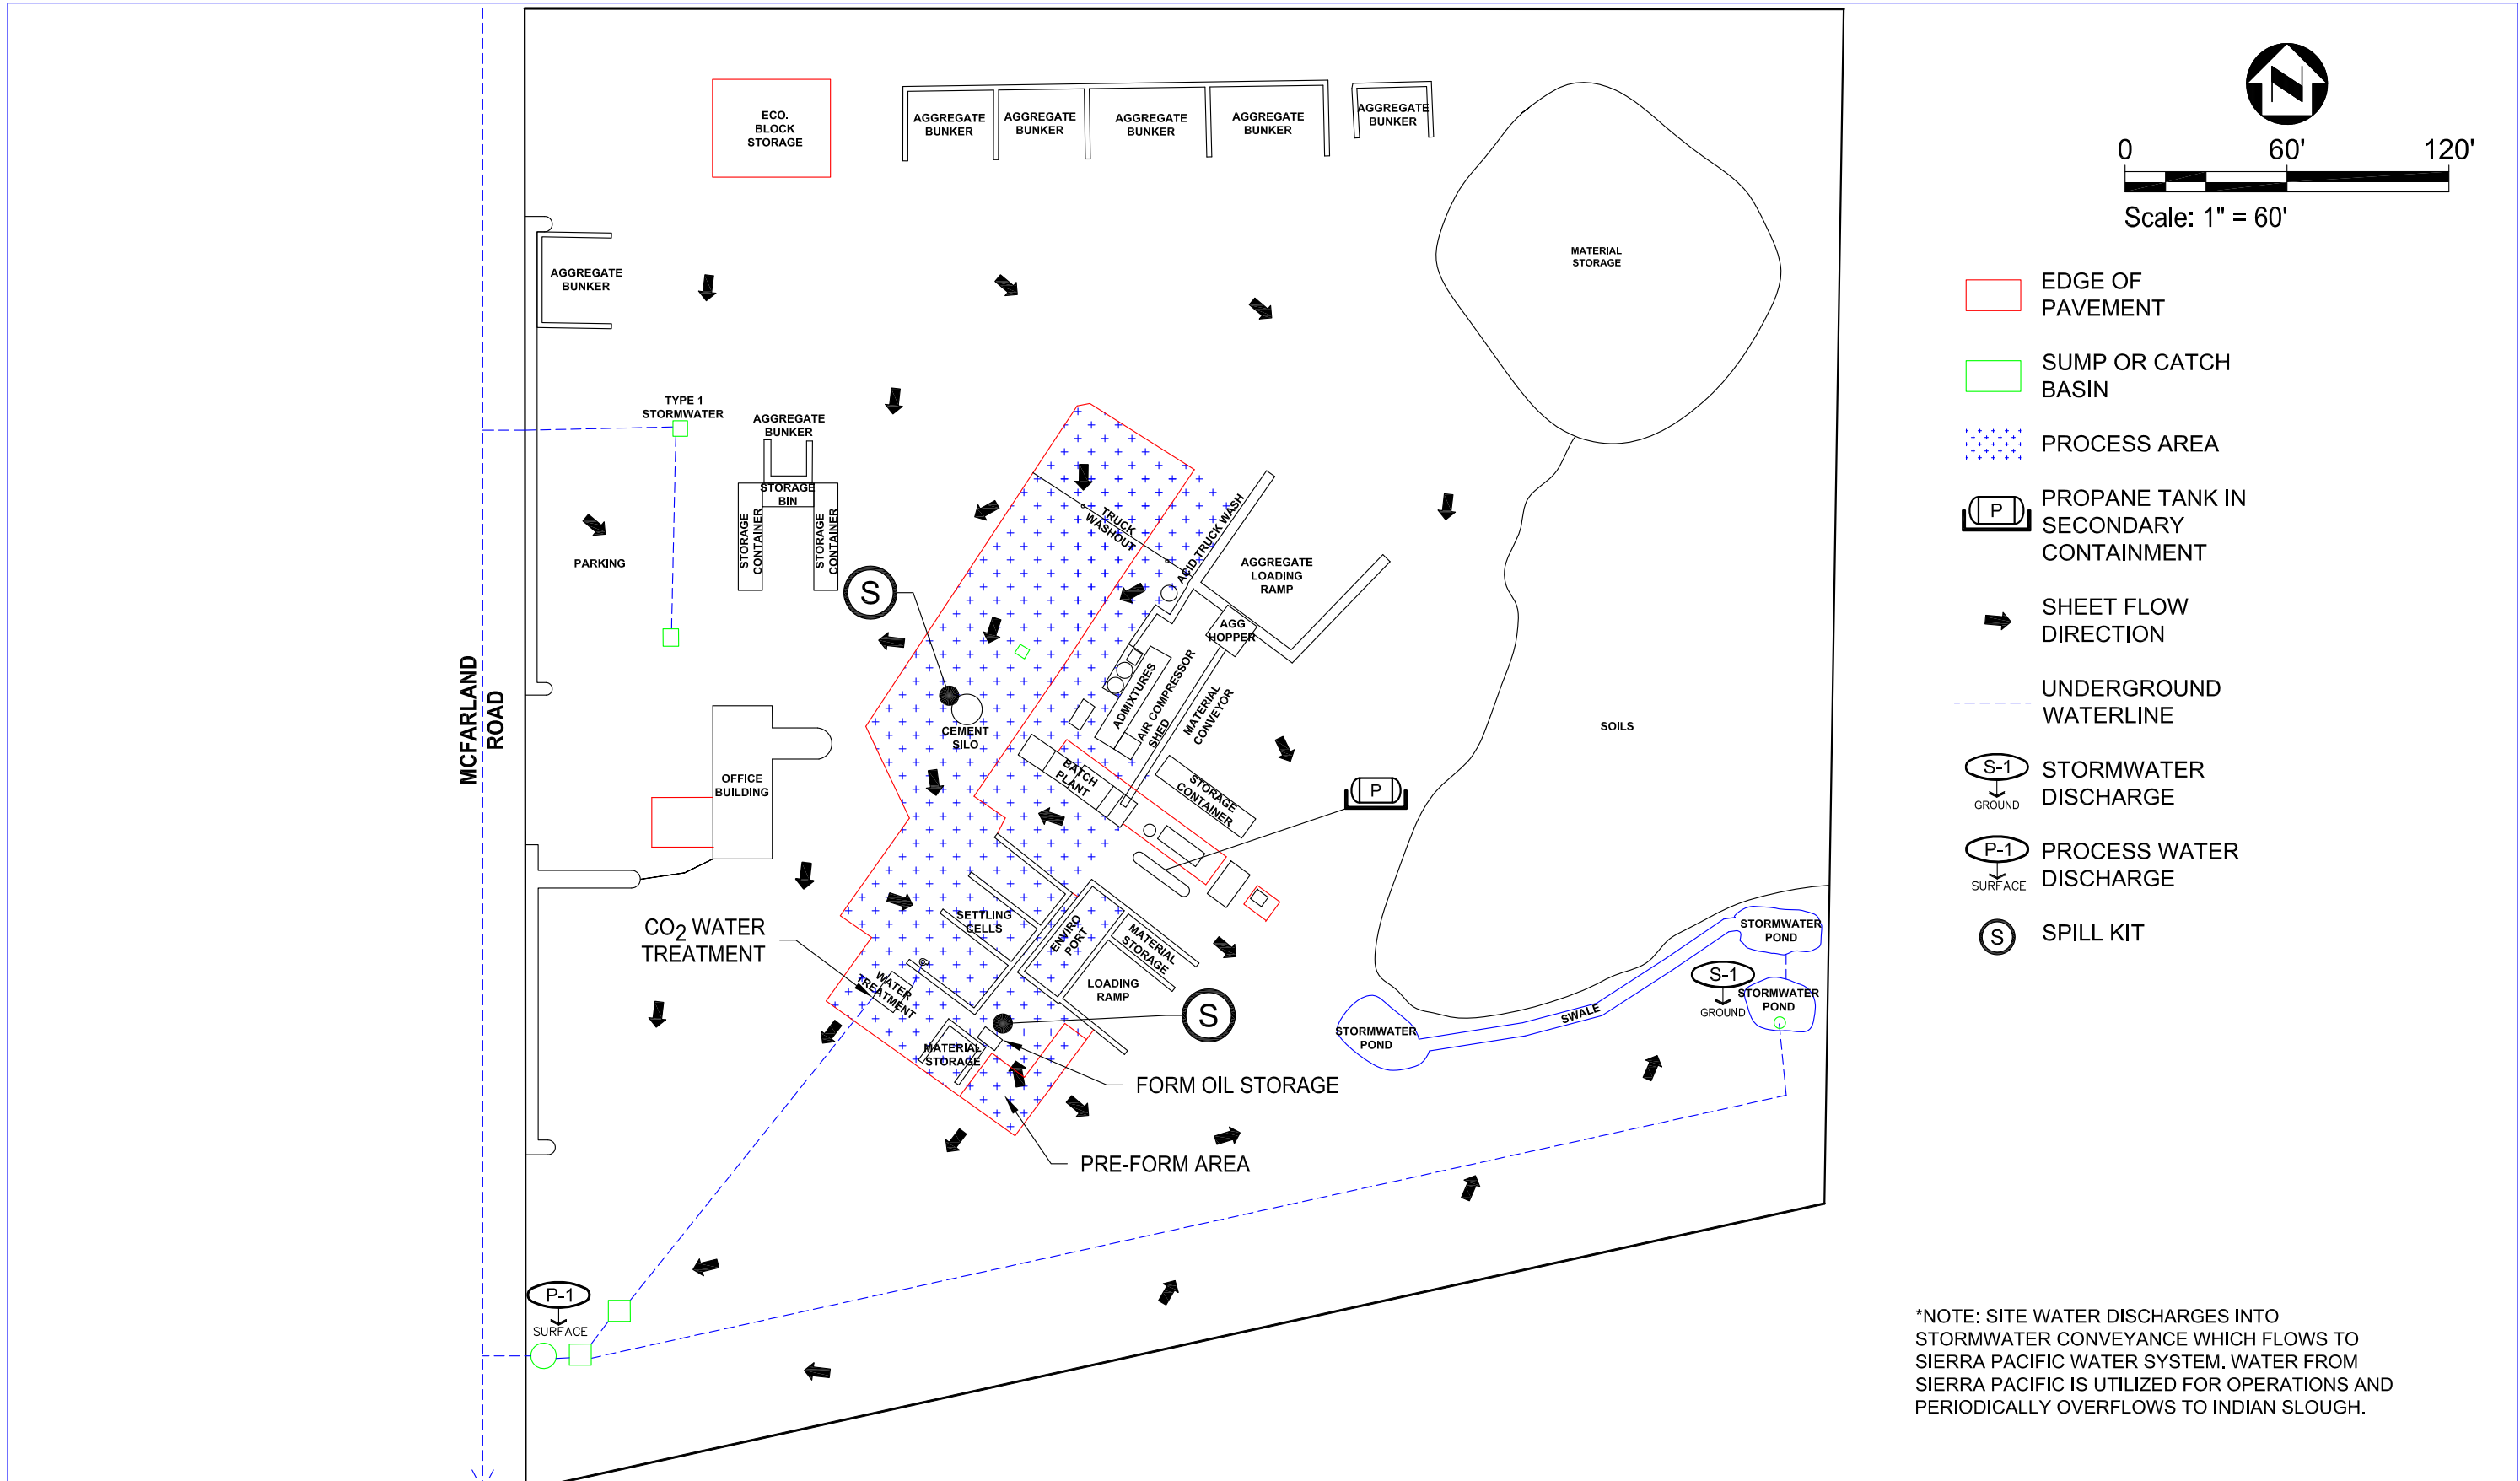 ECO.
BLOCK
STORAGE
AGGREGATE
BUNKER
AGGREGATE
BUNKER
AGGREGATE
BUNKER
AGGREGATE
BUNKER
AGGREGATE
BUNKER
MATERIAL
STORAGE
AGGREGATE
BUNKER
TYPE 1
STORMWATER
AGGREGATE
BUNKER
STORAGE
BIN
STORAGE
CONTAINER
STORAGE
CONTAINER
PARKING
S
TRUCK
WASHOUT
ACID TRUCK WASH
AGGREGATE
LOADING
RAMP
AGG
HOPPER
ADMIXTURES
AIR COMPRESSOR
SHED
MATERIAL
CONVEYOR
CEMENT
SILO
BATCH
PLANT
STORAGE
CONTAINER
P
SOILS
MCFARLAND
ROAD
OFFICE
BUILDING
SETTLING
CELLS
ENVIRO
PORT
MATERIAL
STORAGE
LOADING
RAMP
CO2 WATER
TREATMENT
WATER
TREATMENT
S
MATERIAL
STORAGE
FORM OIL STORAGE
PRE-FORM AREA
STORMWATER
POND
SWALE
STORMWATER
POND
STORMWATER
POND
S-1
GROUND
P-1
SURFACE
N
0 60' 120'
Scale: 1" = 60'
EDGE OF
PAVEMENT
SUMP OR CATCH
BASIN
PROCESS AREA
P
PROPANE TANK IN
SECONDARY
CONTAINMENT
SHEET FLOW
DIRECTION
UNDERGROUND
WATERLINE
S-1
GROUND
STORMWATER
DISCHARGE
P-1
SURFACE
PROCESS WATER
DISCHARGE
S
SPILL KIT
*NOTE: SITE WATER DISCHARGES INTO
STORMWATER CONVEYANCE WHICH FLOWS TO
SIERRA PACIFIC WATER SYSTEM. WATER FROM
SIERRA PACIFIC IS UTILIZED FOR OPERATIONS AND
PERIODICALLY OVERFLOWS TO INDIAN SLOUGH.